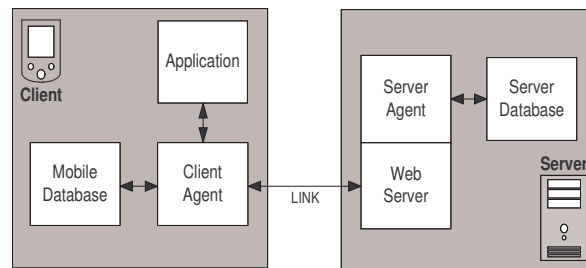 Client
Application
Mobile
Database
Client
Agent
LINK
Server
Agent
Web
Server
Server
Database
Server